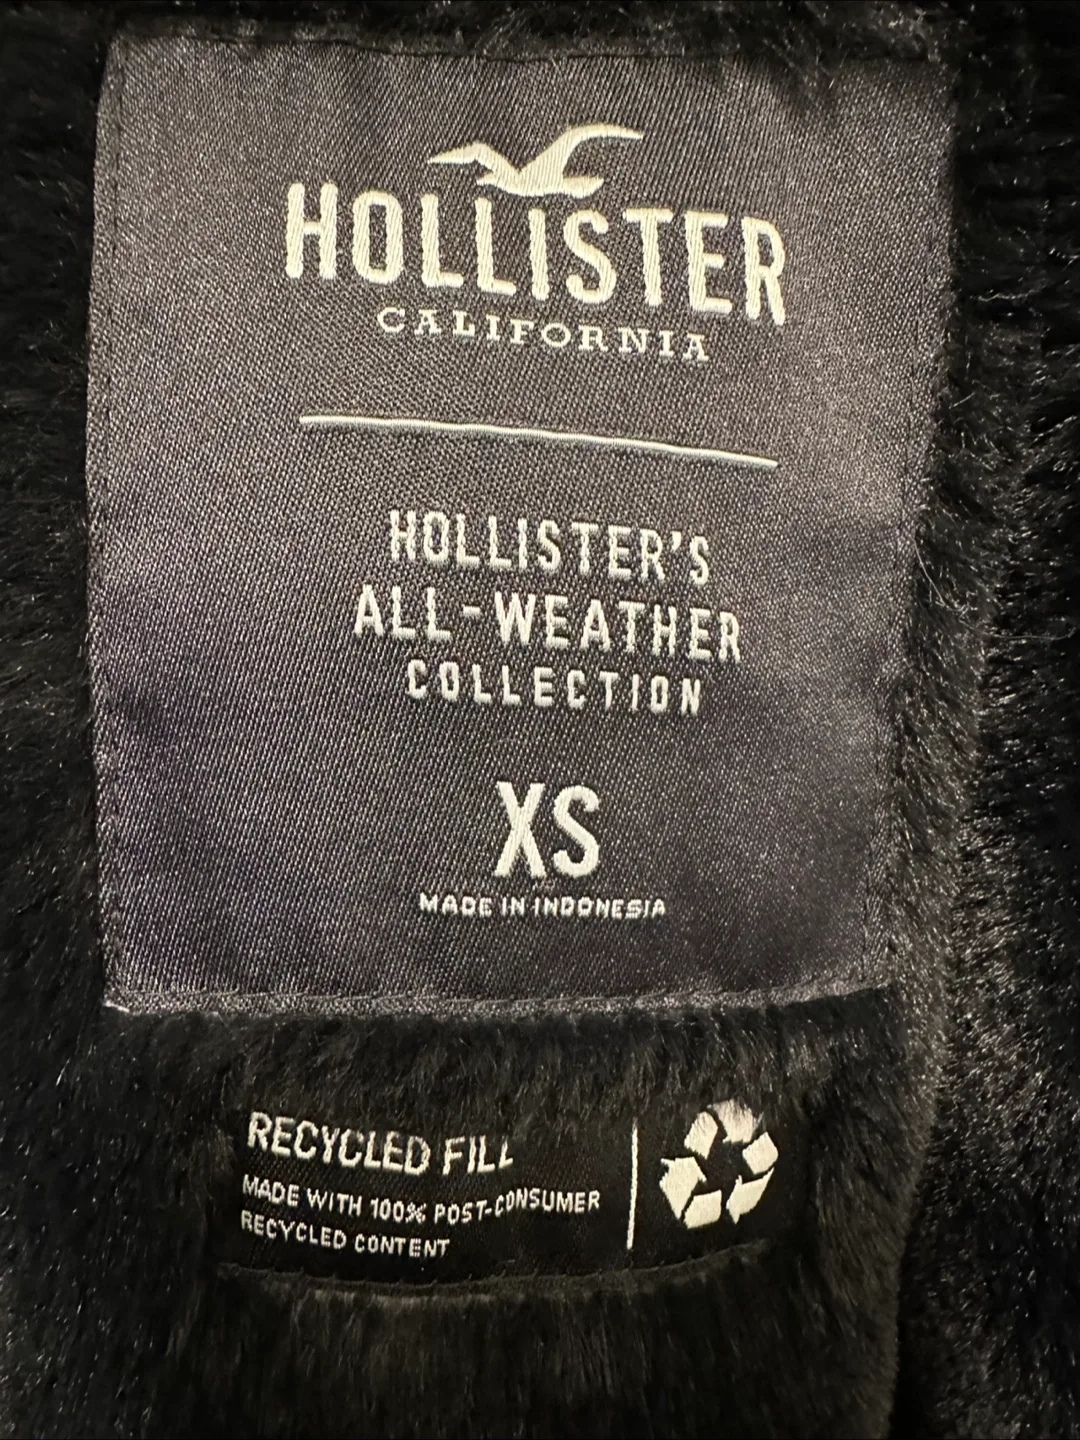 HOLLISTER
CALIFORNIA
HOLLISTER'S
ALL-WEATHER
COLLECTION
XS
MADE IN INDONESIA
RECYCLED FILL
MADE WITH 100% POST-CONSUMER
RECYCLED CONTENT